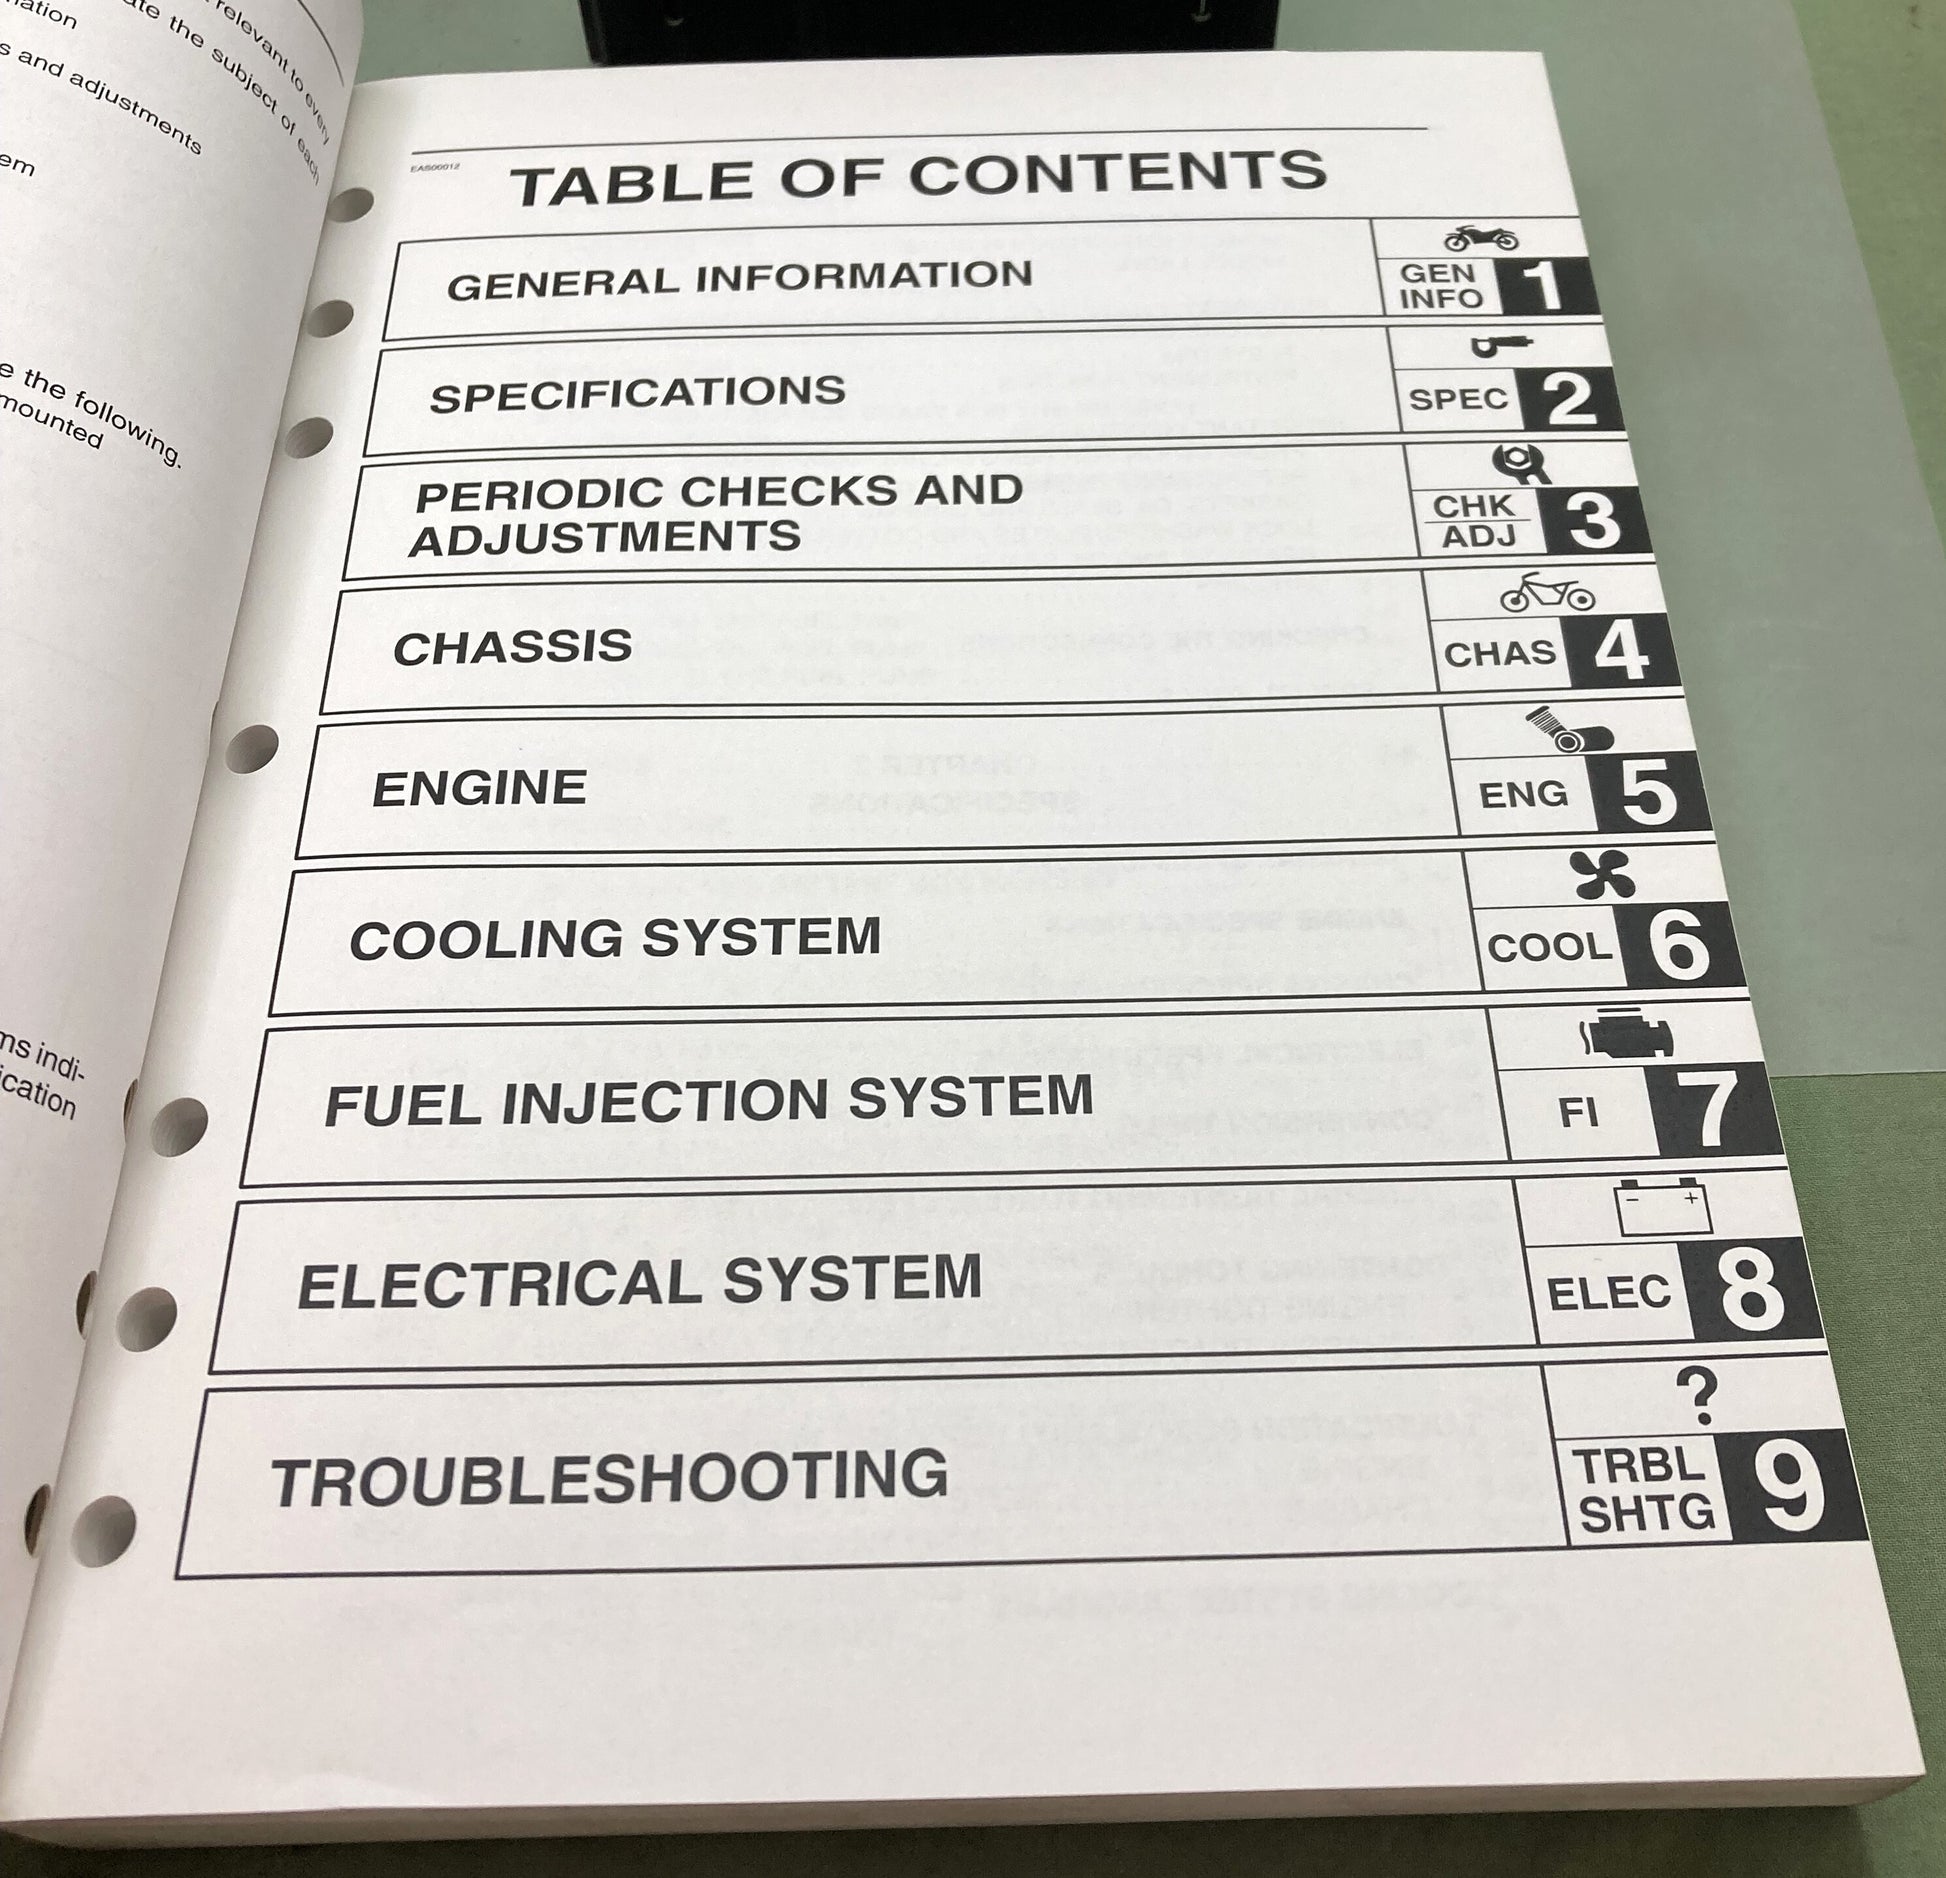 relevant to every
the subject of each
s and adjustments
em
e the following.
mounted
ms indi-
ication
EAS00012
TABLE OF CONTENTS
GENERAL INFORMATION
GEN
INFO
1
SPECIFICATIONS
SPEC
2
PERIODIC CHECKS AND
ADJUSTMENTS
CHK
ADJ
3
CHASSIS
CHAS
4
ENGINE
ENG
5
COOLING SYSTEM
COOL
6
FUEL INJECTION SYSTEM
FI
7
ELECTRICAL SYSTEM
- +
ELEC
8
TROUBLESHOOTING
?
TRBL
SHTG
9